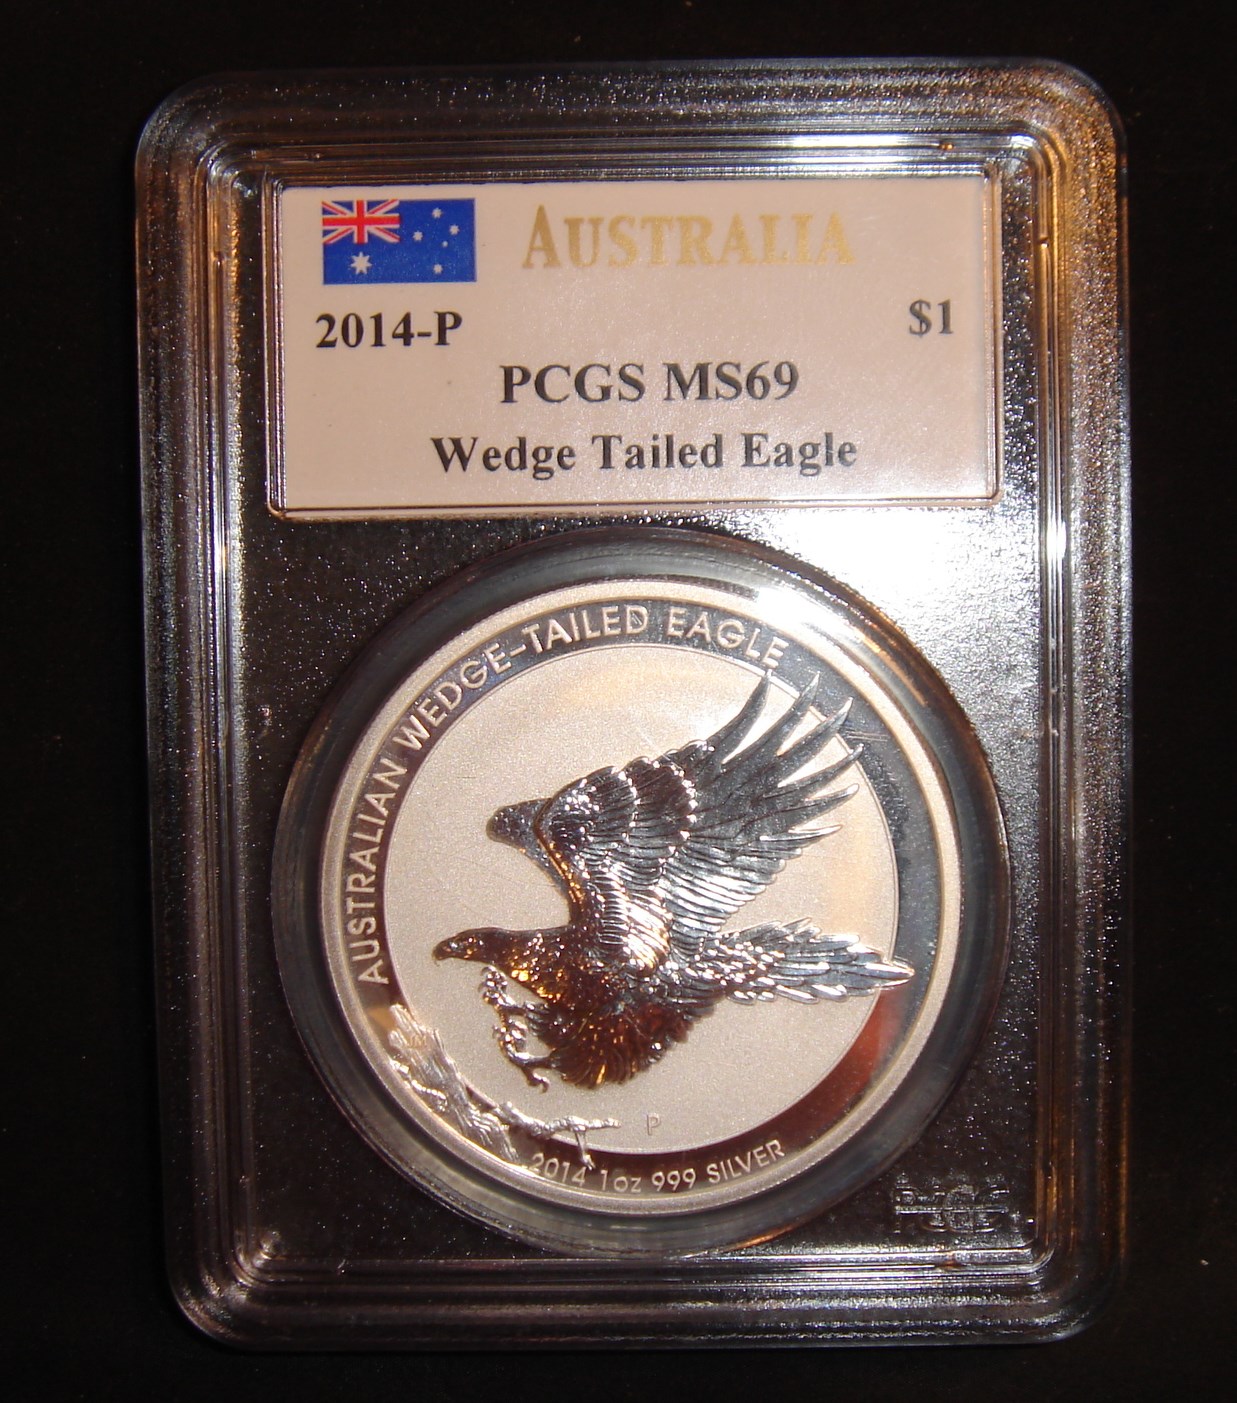 AUSTRALIA
2014-P $1
PCGS MS69
Wedge Tailed Eagle
AUSTRALIAN WEDGE-TAILED EAGLE
P
2014 1oz 999 SILVER
PCGS